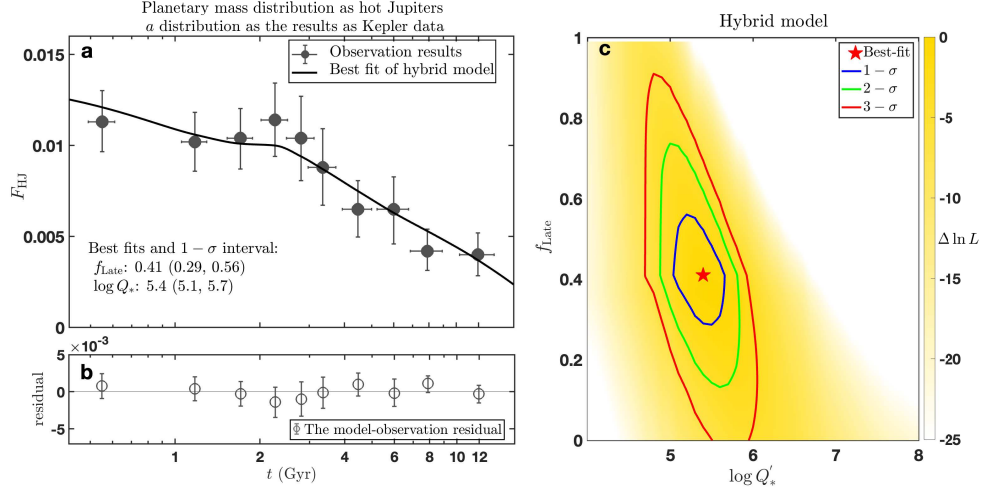 Planetary mass distribution as hot Jupiters
a distribution as the results as Kepler data
a
Observation results
Best fit of hybrid model
0.015
0.01
0.005
0
F_HJ
Best fits and 1 − σ interval:
f_Late: 0.41 (0.29, 0.56)
log Q_*: 5.4 (5.1, 5.7)
×10^-3
b
5
0
-5
residual
The model-observation residual
1 2 4 6 8 10 12
t (Gyr)
Hybrid model
c
Best-fit
1 − σ
2 − σ
3 − σ
1
0.8
0.6
0.4
0.2
0
f_Late
5 6 7 8
log Q_*^′
0
-5
-10
-15
-20
-25
Δ ln L